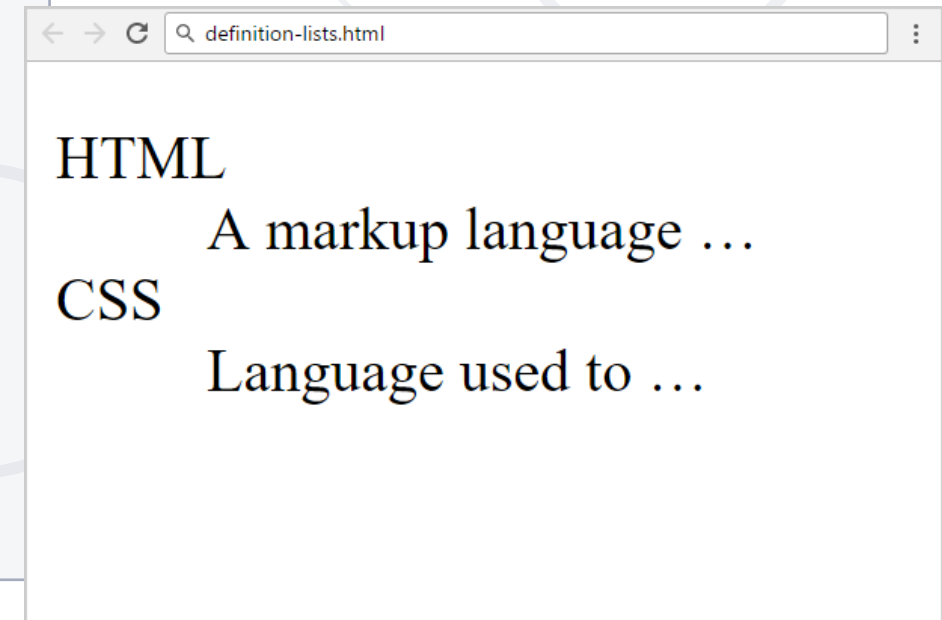 definition-lists.html
HTML
A markup language …
CSS
Language used to …